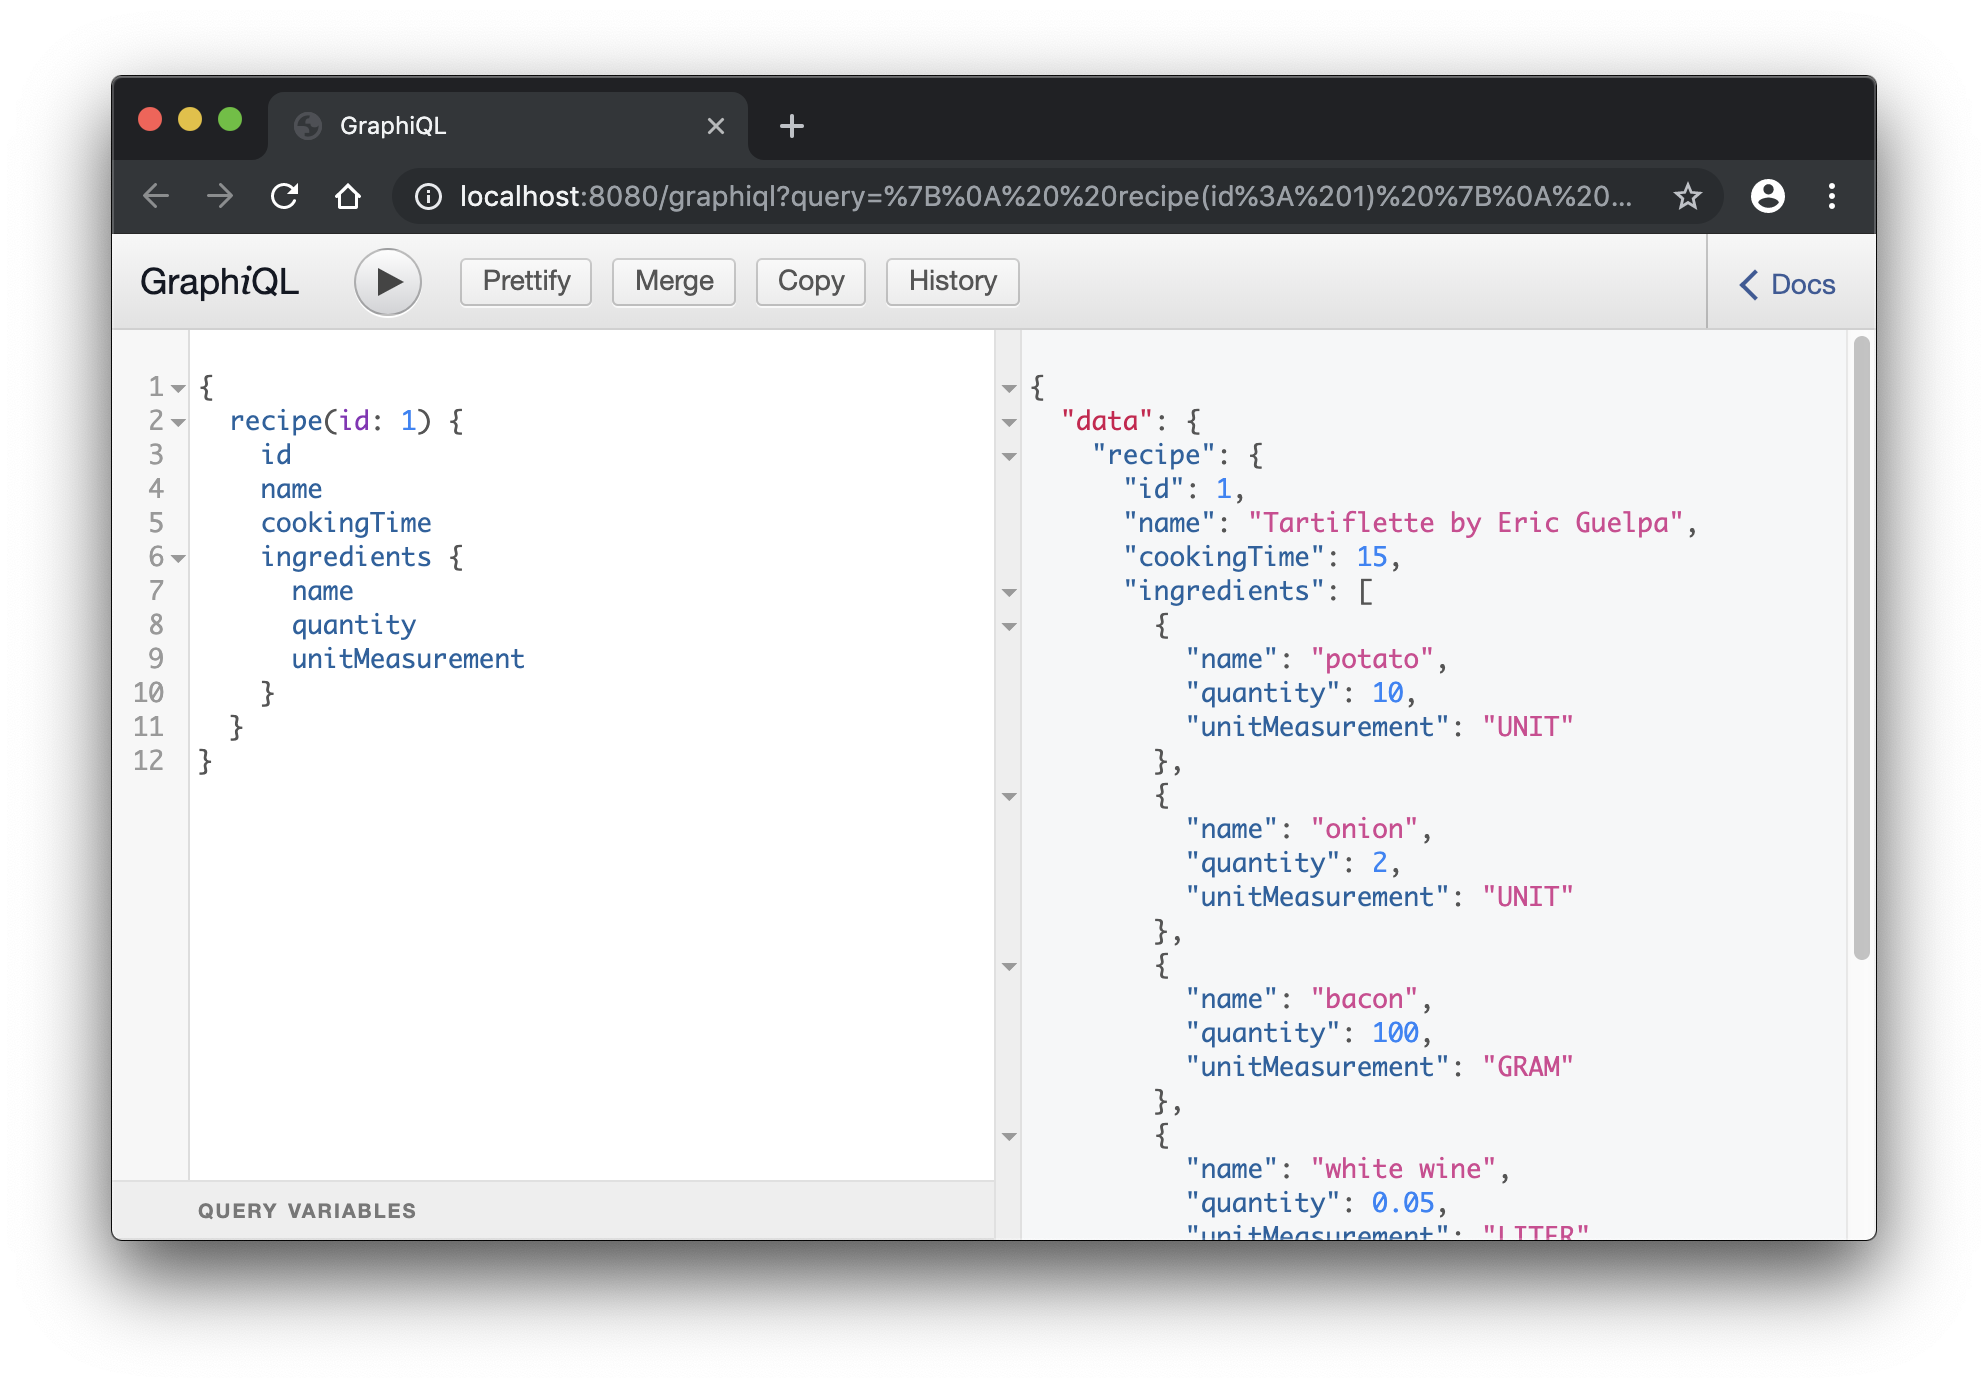 GraphiQL
localhost:8080/graphiql?query=%7B%0A%20%20recipe(id%3A%201)%20%7B%0A%20...
GraphiQL
Prettify
Merge
Copy
History
Docs
1 {
2 recipe(id: 1) {
3 id
4 name
5 cookingTime
6 ingredients {
7 name
8 quantity
9 unitMeasurement
10 }
11 }
12 }
QUERY VARIABLES
{
"data": {
"recipe": {
"id": 1,
"name": "Tartiflette by Eric Guelpa",
"cookingTime": 15,
"ingredients": [
{
"name": "potato",
"quantity": 10,
"unitMeasurement": "UNIT"
},
{
"name": "onion",
"quantity": 2,
"unitMeasurement": "UNIT"
},
{
"name": "bacon",
"quantity": 100,
"unitMeasurement": "GRAM"
},
{
"name": "white wine",
"quantity": 0.05,
"unitMeasurement": "LITER"